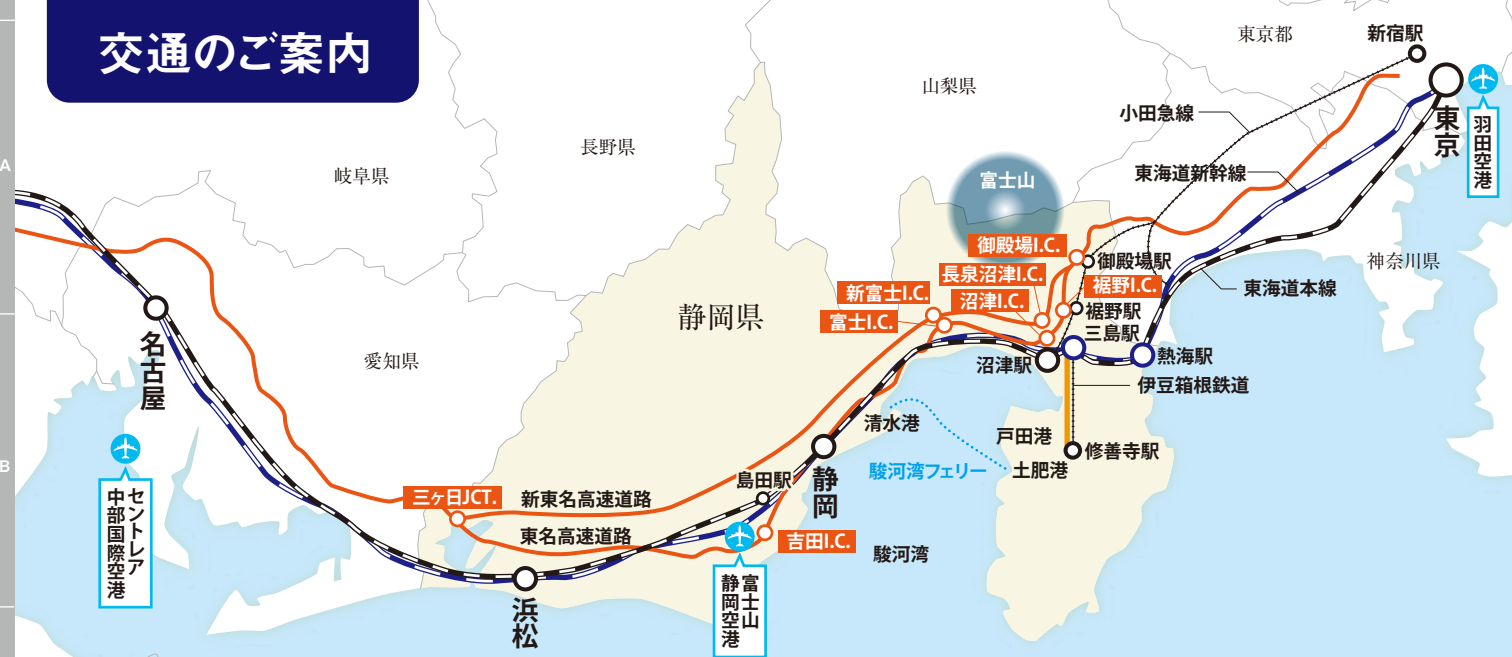 交通のご案内
東京都
新宿駅
山梨県
小田急線
長野県
岐阜県
東京
羽田空港
東海道新幹線
富士山
御殿場I.C.
御殿場駅
神奈川県
長泉沼津I.C.
裾野I.C.
東海道本線
新富士I.C.
沼津I.C.
裾野駅
富士I.C.
静岡県
三島駅
名古屋
愛知県
沼津駅
熱海駅
伊豆箱根鉄道
清水港
戸田港
修善寺駅
駿河湾フェリー
土肥港
島田駅
静岡
三ヶ日JCT.
新東名高速道路
東名高速道路
吉田I.C.
駿河湾
セントレア
中部国際空港
富士山
静岡空港
浜松
A
B